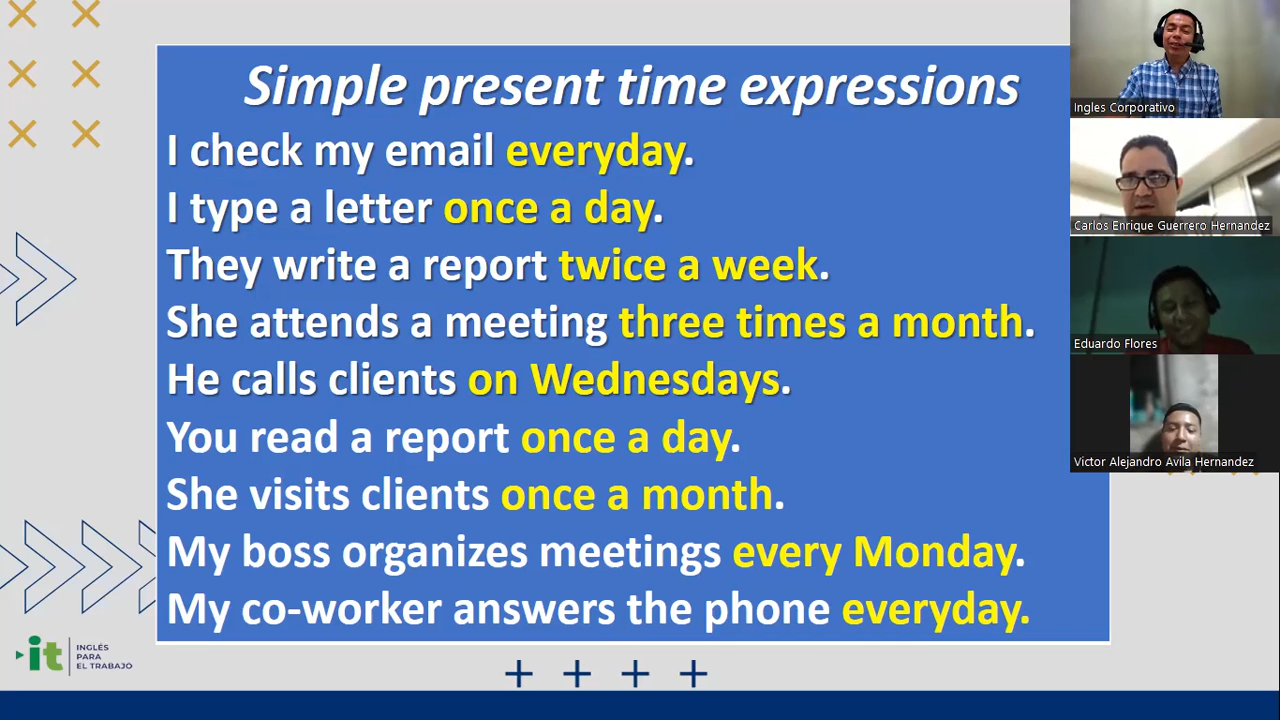 Simple present time expressions
I check my email everyday.
I type a letter once a day.
They write a report twice a week.
She attends a meeting three times a month.
He calls clients on Wednesdays.
You read a report once a day.
She visits clients once a month.
My boss organizes meetings every Monday.
My co-worker answers the phone everyday.
it
INGLÉS
PARA
EL TRABAJO
Ingles Corporativo
Carlos Enrique Guerrero Hernandez
Eduardo Flores
Victor Alejandro Avila Hernandez